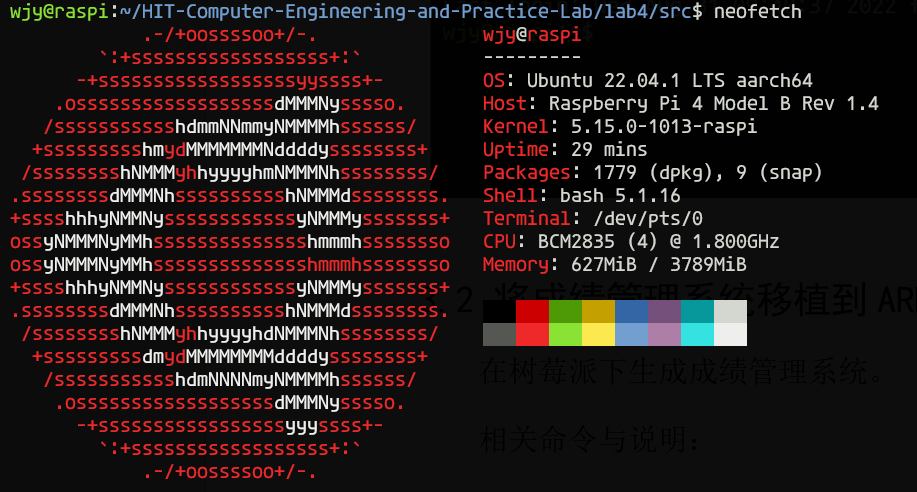 wjy@raspi:~/HIT-Computer-Engineering-and-Practice-Lab/lab4/src$ neofetch
.-/+oossssoo+/-.
`:+ssssssssssssssssss+:`
-+ssssssssssssssssssyyssss+-
.ossssssssssssssssssdMMMNysssso.
/ssssssssssshdmmNNmmyNMMMMhssssss/
+ssssssssshmydMMMMMMMNddddyssssssss+
/sssssssshNMMMyhhyyyyhmNMMMNhssssssss/
.ssssssssdMMMNhsssssssssshNMMMdssssssss.
+sssshhhyNMMNyssssssssssssyNMMMysssssss+
ossyNMMMNyMMhsssssssssssssshmmmhssssssso
ossyNMMMNyMMhsssssssssssssshmmmhssssssso
+sssshhhyNMMNyssssssssssssyNMMMysssssss+
.ssssssssdMMMNhsssssssssshNMMMdssssssss.
/sssssssshNMMMyhhyyyyhdNMMMNhssssssss/
+sssssssssdmydMMMMMMMMddddyssssssss+
/ssssssssssshdmNNNNmyNMMMMhssssss/
.ossssssssssssssssssdMMMNysssso.
-+sssssssssssssssssyyyssss+-
`:+ssssssssssssssssss+:`
.-/+oossssoo+/-.
wjy@raspi
---------
OS: Ubuntu 22.04.1 LTS aarch64
Host: Raspberry Pi 4 Model B Rev 1.4
Kernel: 5.15.0-1013-raspi
Uptime: 29 mins
Packages: 1779 (dpkg), 9 (snap)
Shell: bash 5.1.16
Terminal: /dev/pts/0
CPU: BCM2835 (4) @ 1.800GHz
Memory: 627MiB / 3789MiB
2 将成绩管理系统移植到 AR
在树莓派下生成成绩管理系统。
相关命令与说明：